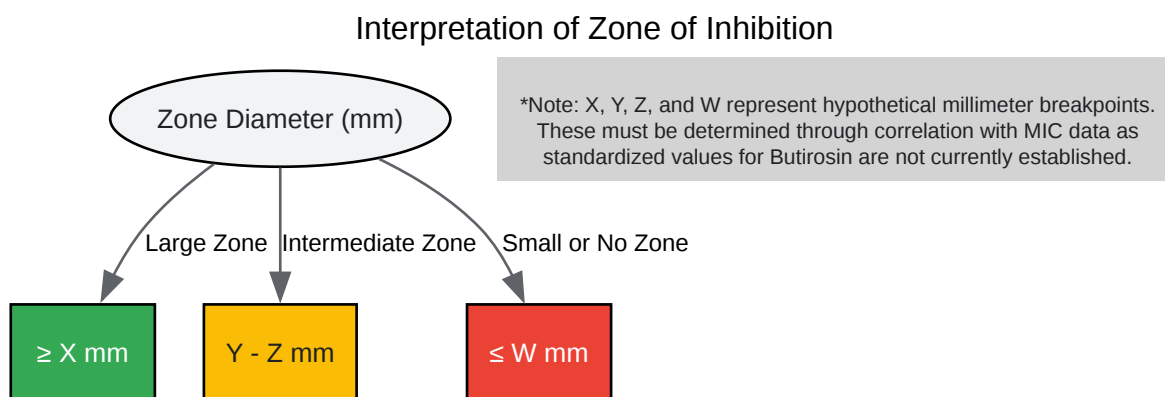 Interpretation of Zone of Inhibition
Zone Diameter (mm)
*Note: X, Y, Z, and W represent hypothetical millimeter breakpoints.
These must be determined through correlation with MIC data as
standardized values for Butirosin are not currently established.
Large Zone
Intermediate Zone
Small or No Zone
≥ X mm
Y - Z mm
≤ W mm